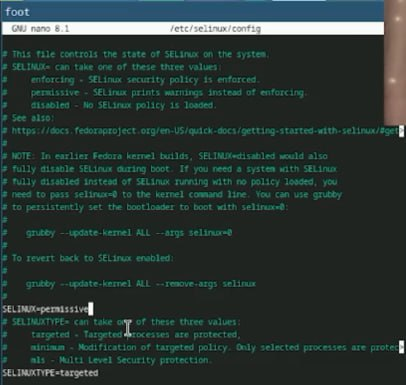 foot
GNU nano 8.1 /etc/selinux/config
# This file controls the state of SELinux on the system.
# SELINUX= can take one of these three values:
# enforcing - SELinux security policy is enforced.
# permissive - SELinux prints warnings instead of enforcing.
# disabled - No SELinux policy is loaded.
# See also:
# https://docs.fedoraproject.org/en-US/quick-docs/getting-started-with-selinux/#get>
#
# NOTE: In earlier Fedora kernel builds, SELINUX=disabled would also
# fully disable SELinux during boot. If you need a system with SELinux
# fully disabled instead of SELinux running with no policy loaded, you
# need to pass selinux=0 to the kernel command line. You can use grubby
# to persistently set the bootloader to boot with selinux=0:
#
# grubby --update-kernel ALL --args selinux=0
#
# To revert back to SELinux enabled:
#
# grubby --update-kernel ALL --remove-args selinux
#
SELINUX=permissive
# SELINUXTYPE= can take one of these three values:
# targeted - Targeted processes are protected,
# minimum - Modification of targeted policy. Only selected processes are protec>
# mls - Multi Level Security protection.
SELINUXTYPE=targeted